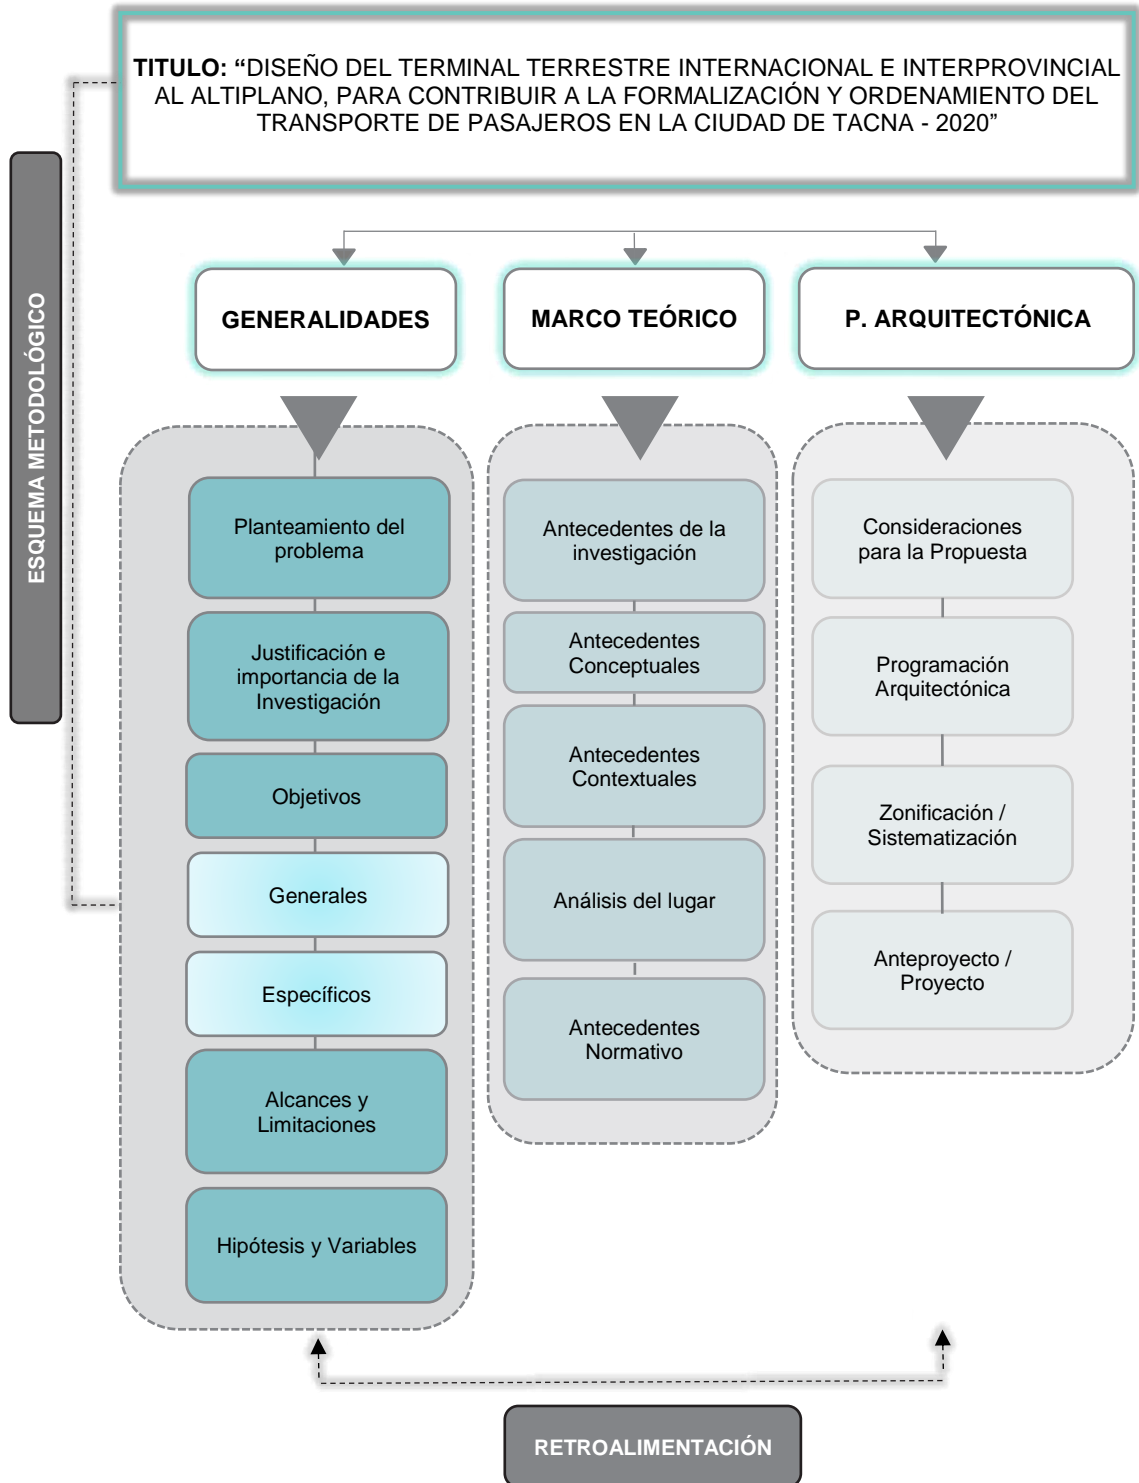 TITULO: “DISEÑO DEL TERMINAL TERRESTRE INTERNACIONAL E INTERPROVINCIAL
AL ALTIPLANO, PARA CONTRIBUIR A LA FORMALIZACIÓN Y ORDENAMIENTO DEL
TRANSPORTE DE PASAJEROS EN LA CIUDAD DE TACNA - 2020”
ESQUEMA METODOLÓGICO
GENERALIDADES
Planteamiento del
problema
Justificación e
importancia de la
Investigación
Objetivos
Generales
Específicos
Alcances y
Limitaciones
Hipótesis y Variables
MARCO TEÓRICO
Antecedentes de la
investigación
Antecedentes
Conceptuales
Antecedentes
Contextuales
Análisis del lugar
Antecedentes
Normativo
P. ARQUITECTÓNICA
Consideraciones
para la Propuesta
Programación
Arquitectónica
Zonificación /
Sistematización
Anteproyecto /
Proyecto
RETROALIMENTACIÓN